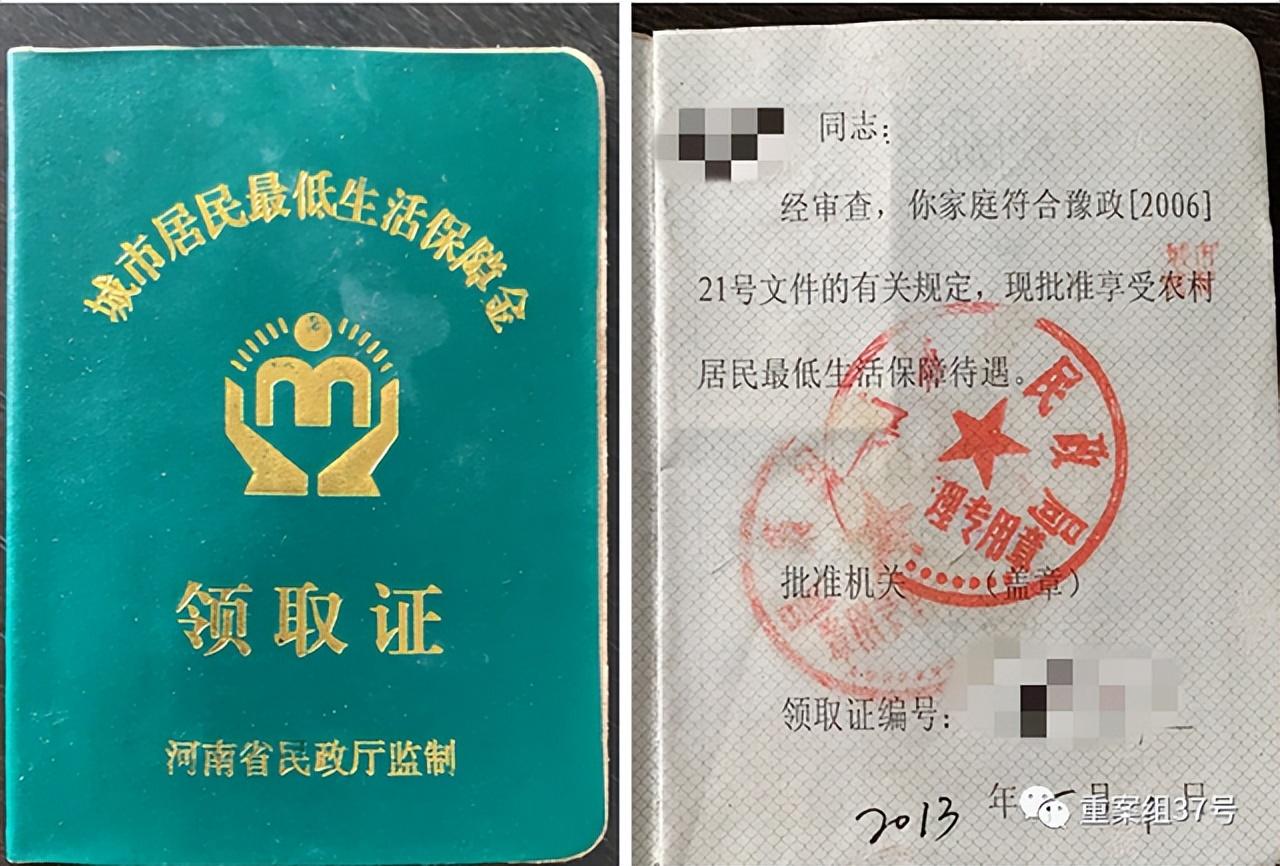 城市居民最低生活保障金
领取证
河南省民政厅监制
同志：
经审查，你家庭符合豫政[2006]
城市
21号文件的有关规定，现批准享受农村
居民最低生活保障待遇。
民政局
理专用章
批准机关 （盖章）
领取证编号：
2013 年 月 日
重案组37号